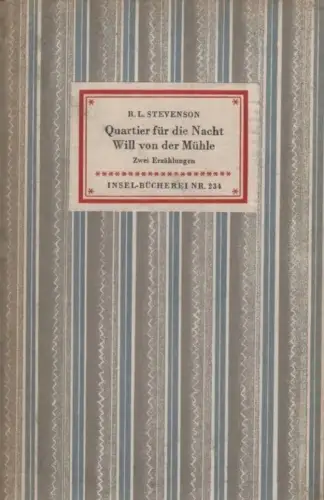 R. L. STEVENSON
Quartier für die Nacht
Will von der Mühle
Zwei Erzählungen
INSEL-BÜCHEREI NR. 234